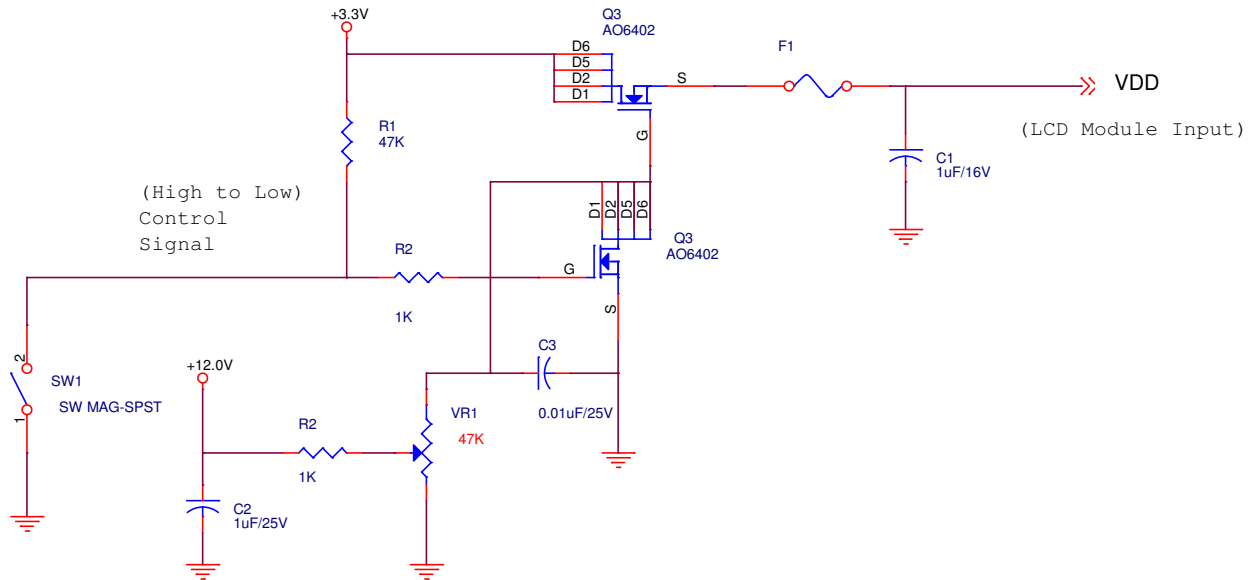 +3.3V
Q3
AO6402
D6
D5
D2
D1
S
G
F1
VDD
(LCD Module Input)
R1
47K
C1
1uF/16V
(High to Low)
Control
Signal
D1
D2
D5
D6
Q3
AO6402
R2
1K
G
S
2
1
SW1
SW MAG-SPST
+12.0V
C3
0.01uF/25V
VR1
47K
R2
1K
C2
1uF/25V